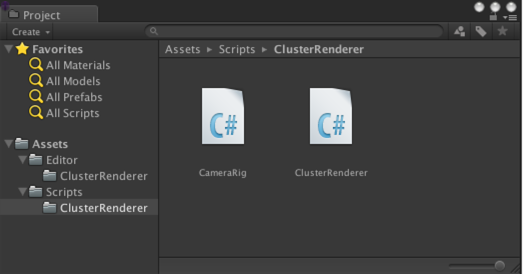 Project
Create
Favorites
All Materials
All Models
All Prefabs
All Scripts
Assets
Editor
ClusterRenderer
Scripts
ClusterRenderer
Assets ▸ Scripts ▸ ClusterRenderer
C#
CameraRig
C#
ClusterRenderer